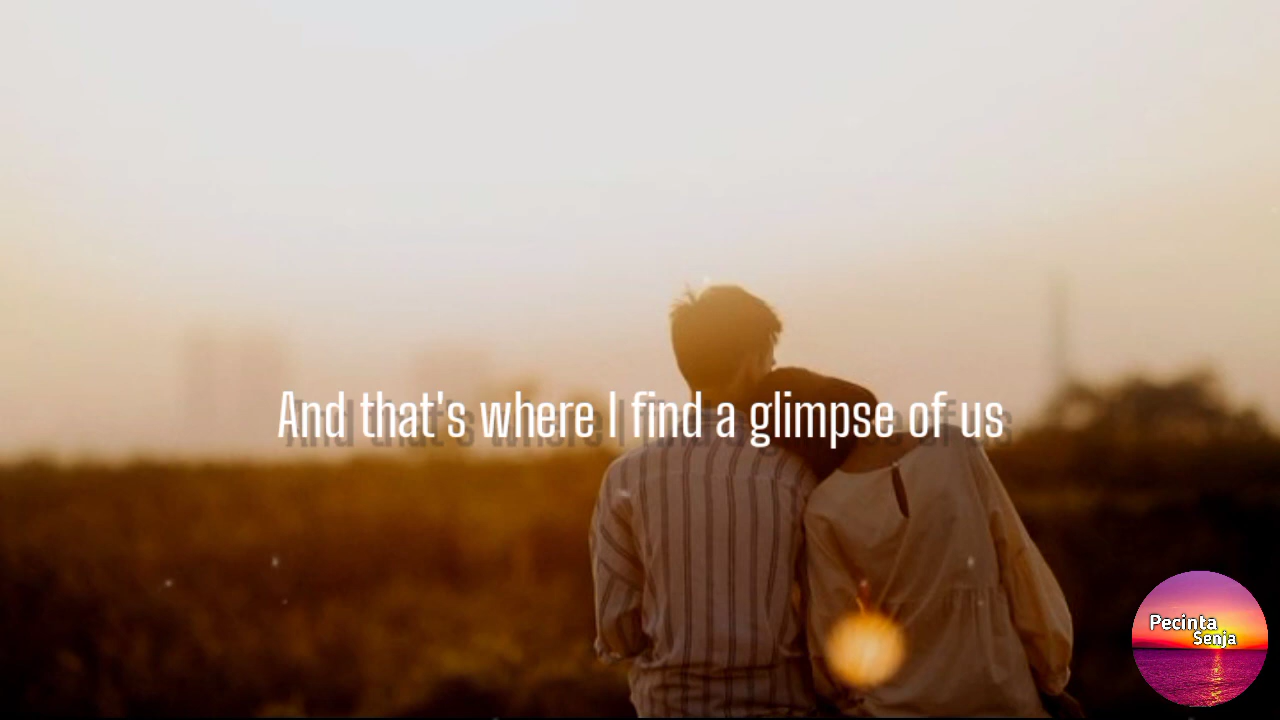 And that's where I find a glimpse of us
Pecinta
Senja